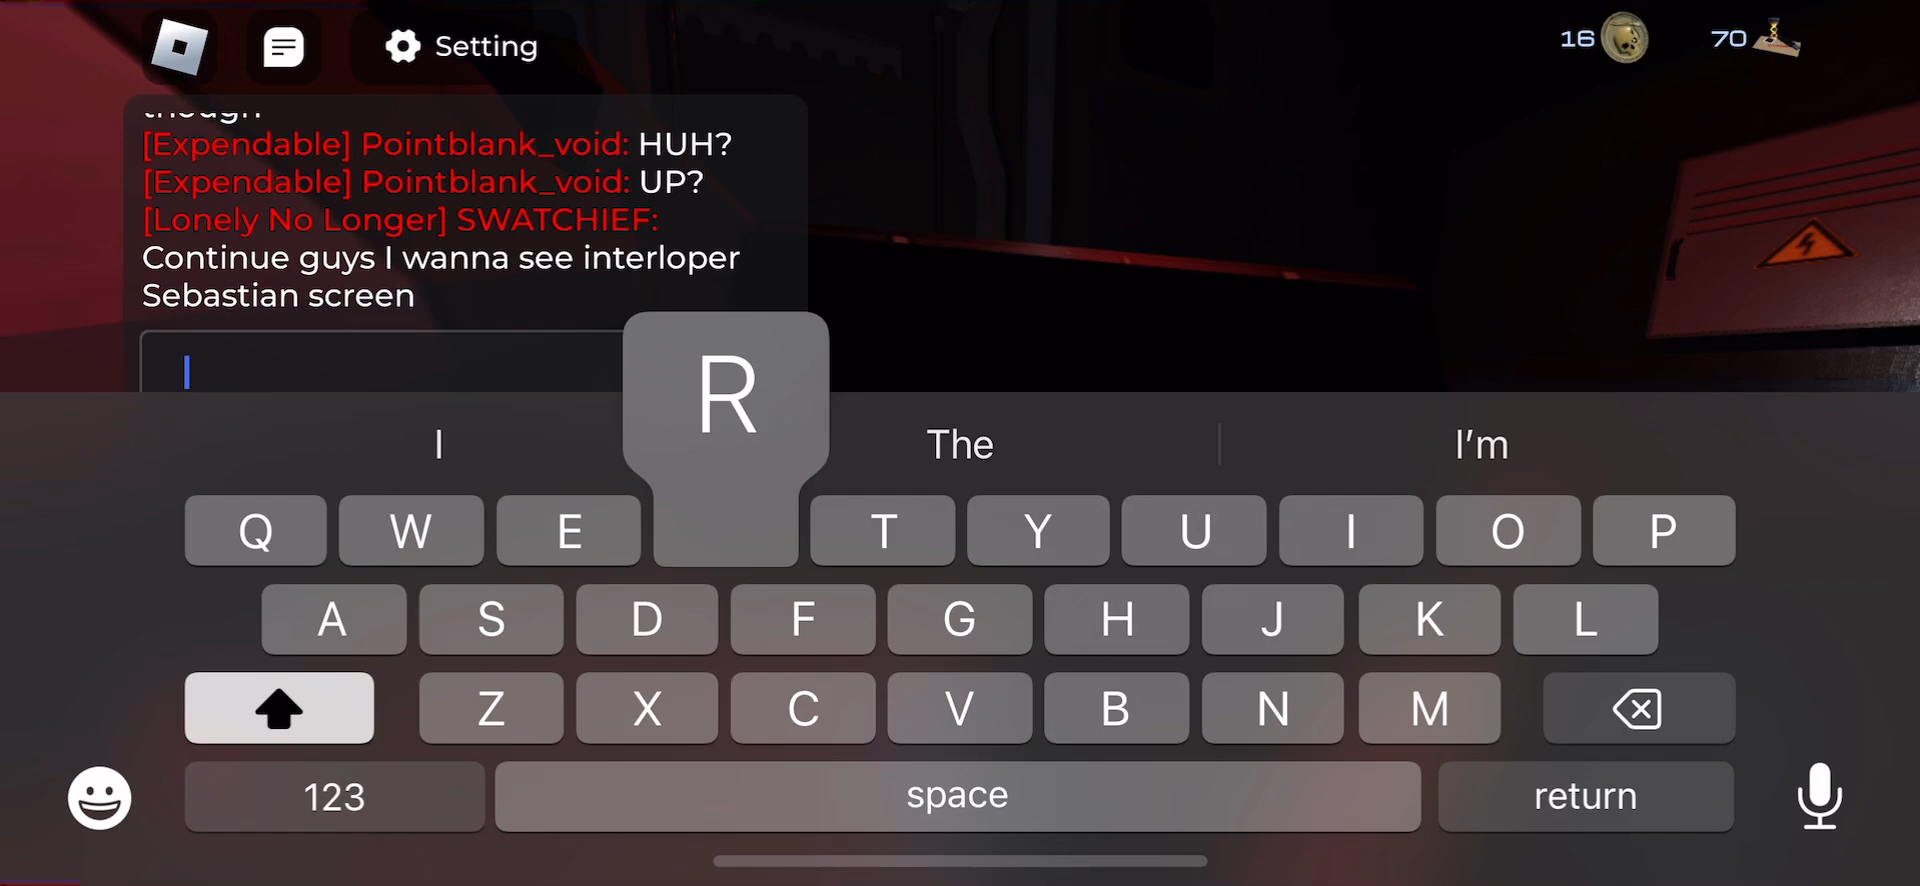 Setting
16
70
though
[Expendable] Pointblank_void: HUH?
[Expendable] Pointblank_void: UP?
[Lonely No Longer] SWATCHIEF:
Continue guys I wanna see interloper
Sebastian screen
R
I
The
I'm
Q W E T Y U I O P
A S D F G H J K L
Z X C V B N M
123
space
return